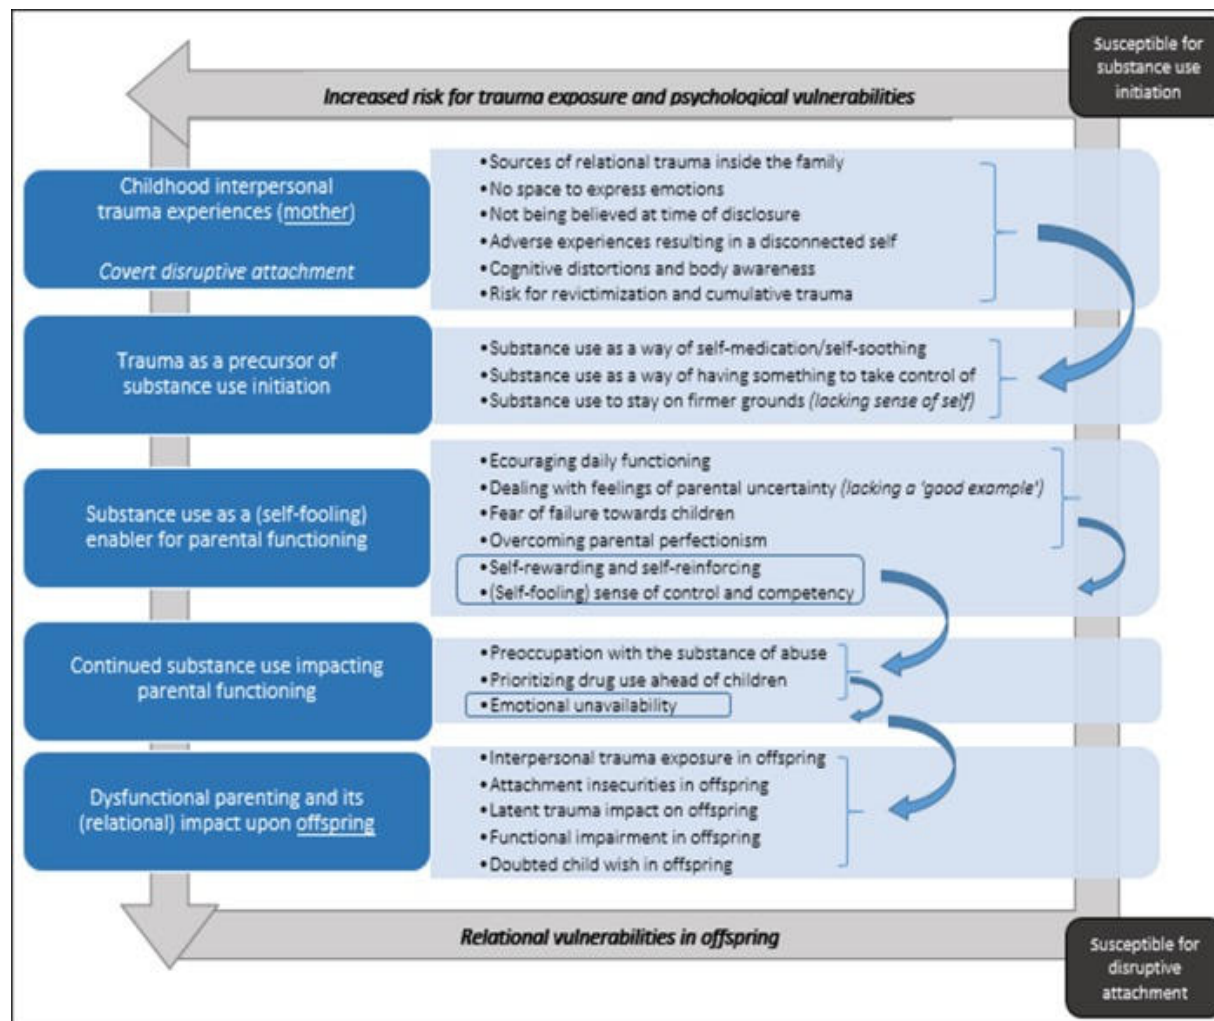 Susceptible for
substance use
initiation
Increased risk for trauma exposure and psychological vulnerabilities
Childhood interpersonal
trauma experiences (mother)
Covert disruptive attachment
•Sources of relational trauma inside the family
•No space to express emotions
•Not being believed at time of disclosure
•Adverse experiences resulting in a disconnected self
•Cognitive distortions and body awareness
•Risk for revictimization and cumulative trauma
Trauma as a precursor of
substance use initiation
•Substance use as a way of self-medication/self-soothing
•Substance use as a way of having something to take control of
•Substance use to stay on firmer grounds (lacking sense of self)
Substance use as a (self-fooling)
enabler for parental functioning
•Ecouraging daily functioning
•Dealing with feelings of parental uncertainty (lacking a 'good example')
•Fear of failure towards children
•Overcoming parental perfectionism
•Self-rewarding and self-reinforcing
•(Self-fooling) sense of control and competency
Continued substance use impacting
parental functioning
•Preoccupation with the substance of abuse
•Prioritizing drug use ahead of children
•Emotional unavailability
Dysfunctional parenting and its
(relational) impact upon offspring
•Interpersonal trauma exposure in offspring
•Attachment insecurities in offspring
•Latent trauma impact on offspring
•Functional impairment in offspring
•Doubted child wish in offspring
Relational vulnerabilities in offspring
Susceptible for
disruptive
attachment